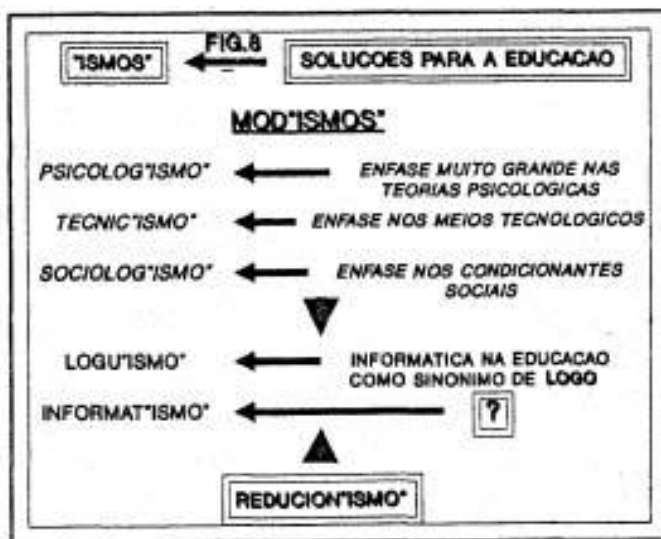 FIG.8
"ISMOS" SOLUCOES PARA A EDUCACAO
MOD"ISMOS"
PSICOLOG"ISMO" ENFASE MUITO GRANDE NAS
TEORIAS PSICOLOGICAS
TECNIC"ISMO" ENFASE NOS MEIOS TECNOLOGICOS
SOCIOLOG"ISMO" ENFASE NOS CONDICIONANTES
SOCIAIS
LOGU"ISMO" INFORMATICA NA EDUCACAO
COMO SINONIMO DE LOGO
INFORMAT"ISMO" ?
REDUCION"ISMO"